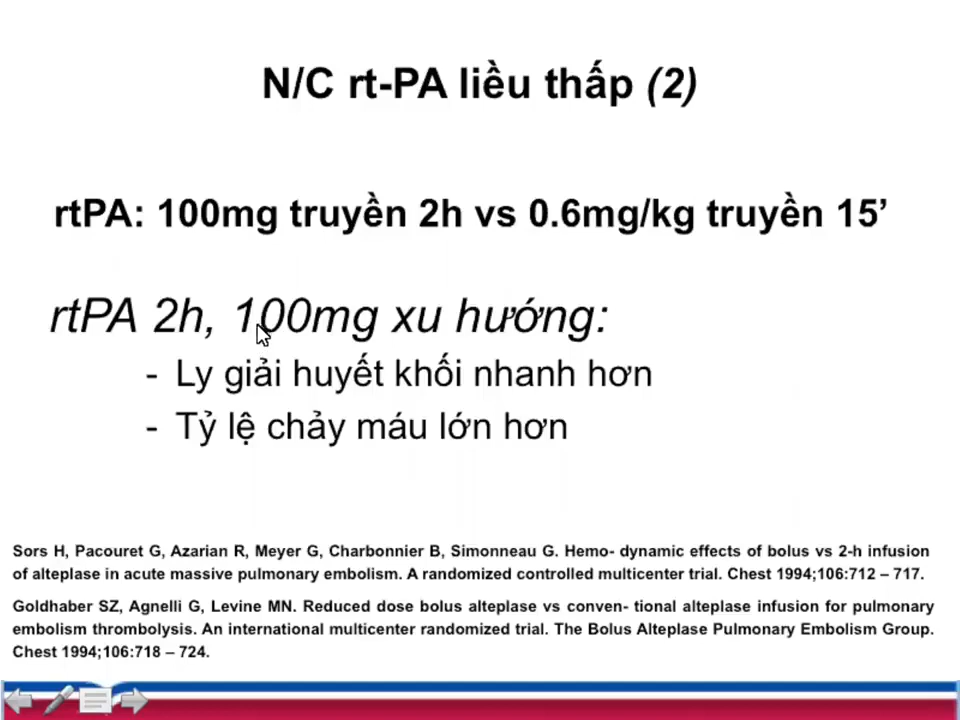 N/C rt-PA liều thấp (2)
rtPA: 100mg truyền 2h vs 0.6mg/kg truyền 15’
rtPA 2h, 100mg xu hướng:
- Ly giải huyết khối nhanh hơn
- Tỷ lệ chảy máu lớn hơn
Sors H, Pacouret G, Azarian R, Meyer G, Charbonnier B, Simonneau G. Hemo- dynamic effects of bolus vs 2-h infusion
of alteplase in acute massive pulmonary embolism. A randomized controlled multicenter trial. Chest 1994;106:712 – 717.
Goldhaber SZ, Agnelli G, Levine MN. Reduced dose bolus alteplase vs conven- tional alteplase infusion for pulmonary
embolism thrombolysis. An international multicenter randomized trial. The Bolus Alteplase Pulmonary Embolism Group.
Chest 1994;106:718 – 724.